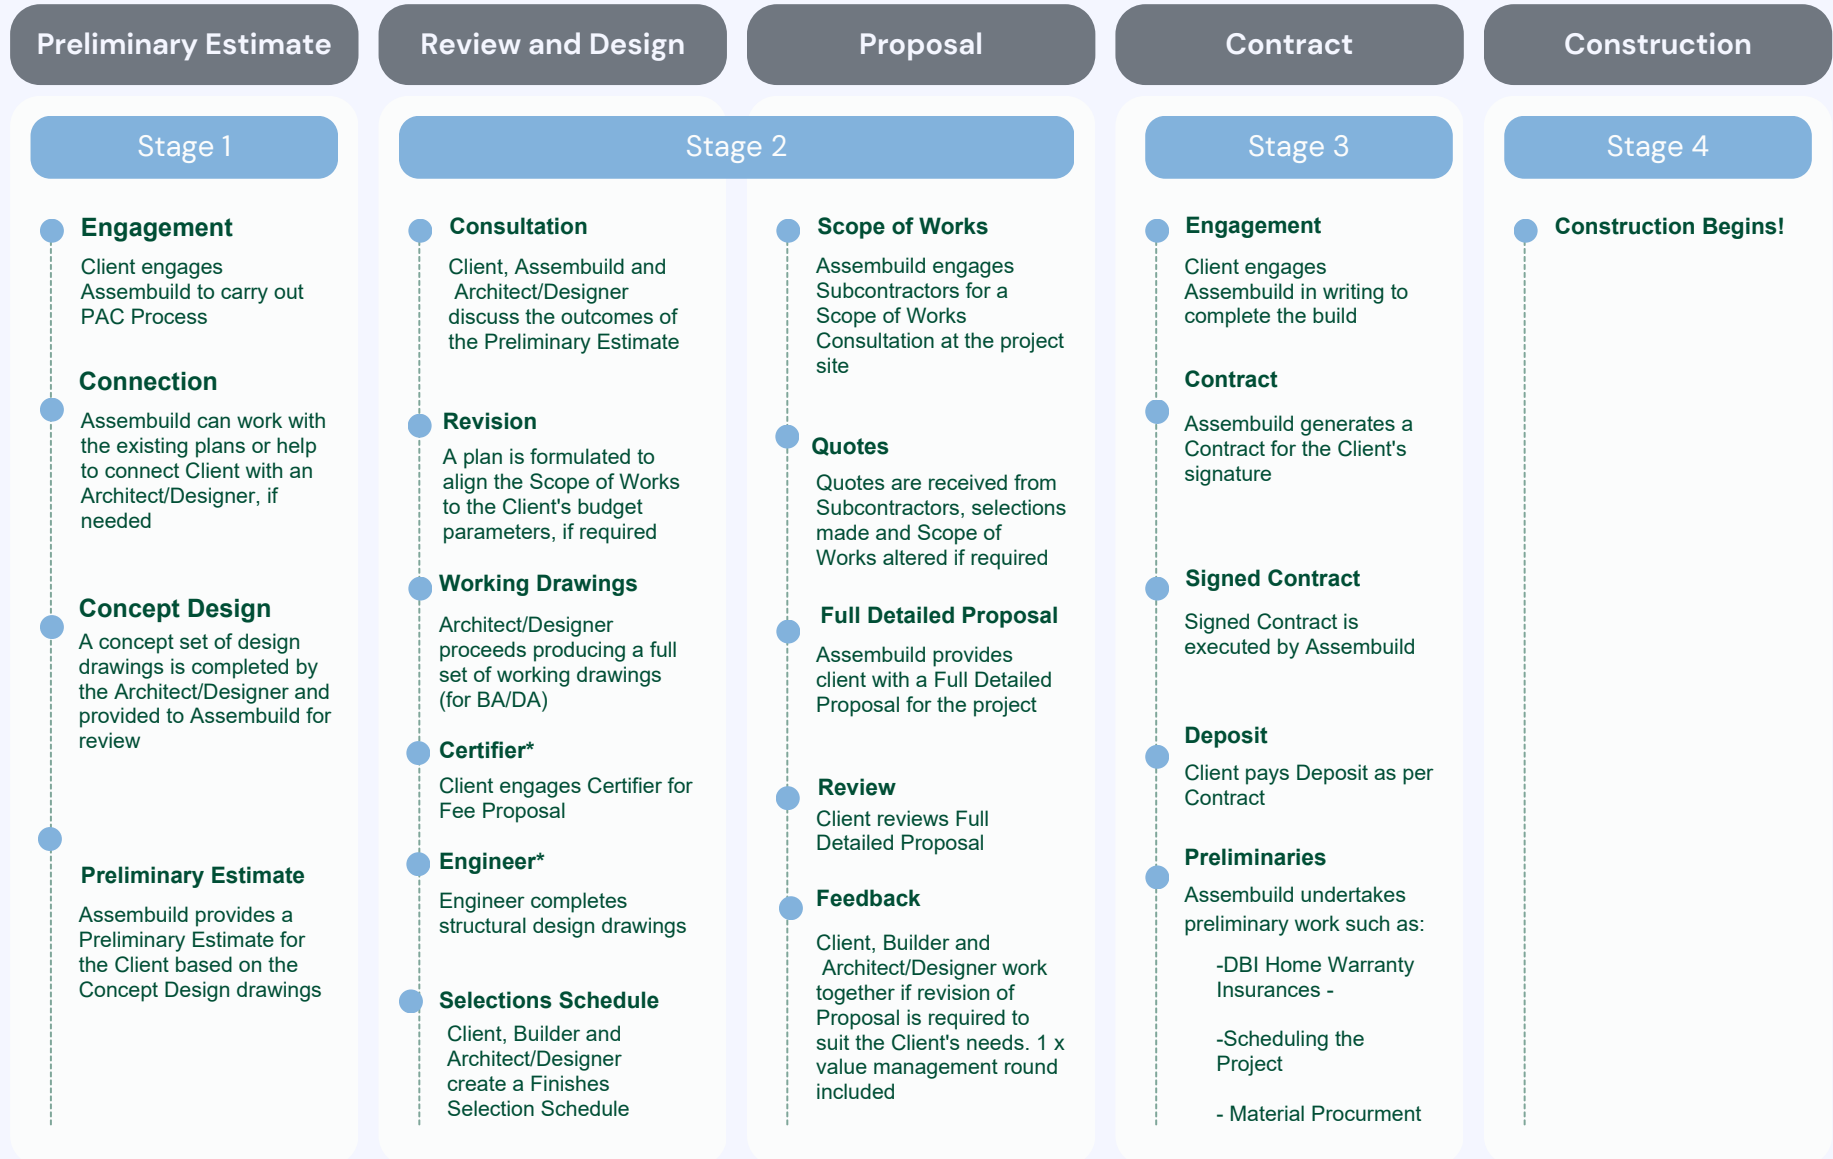 Preliminary Estimate
Stage 1
Engagement
Client engages
Assembuild to carry out
PAC Process
Connection
Assembuild can work with
the existing plans or help
to connect Client with an
Architect/Designer, if
needed
Concept Design
A concept set of design
drawings is completed by
the Architect/Designer and
provided to Assembuild for
review
Preliminary Estimate
Assembuild provides a
Preliminary Estimate for
the Client based on the
Concept Design drawings
Review and Design
Proposal
Stage 2
Consultation
Client, Assembuild and
Architect/Designer
discuss the outcomes of
the Preliminary Estimate
Revision
A plan is formulated to
align the Scope of Works
to the Client's budget
parameters, if required
Working Drawings
Architect/Designer
proceeds producing a full
set of working drawings
(for BA/DA)
Certifier*
Client engages Certifier for
Fee Proposal
Engineer*
Engineer completes
structural design drawings
Selections Schedule
Client, Builder and
Architect/Designer
create a Finishes
Selection Schedule
Scope of Works
Assembuild engages
Subcontractors for a
Scope of Works
Consultation at the project
site
Quotes
Quotes are received from
Subcontractors, selections
made and Scope of
Works altered if required
Full Detailed Proposal
Assembuild provides
client with a Full Detailed
Proposal for the project
Review
Client reviews Full
Detailed Proposal
Feedback
Client, Builder and
Architect/Designer work
together if revision of
Proposal is required to
suit the Client's needs. 1 x
value management round
included
Contract
Stage 3
Engagement
Client engages
Assembuild in writing to
complete the build
Contract
Assembuild generates a
Contract for the Client's
signature
Signed Contract
Signed Contract is
executed by Assembuild
Deposit
Client pays Deposit as per
Contract
Preliminaries
Assembuild undertakes
preliminary work such as:
-DBI Home Warranty
Insurances -
-Scheduling the
Project
- Material Procurment
Construction
Stage 4
Construction Begins!